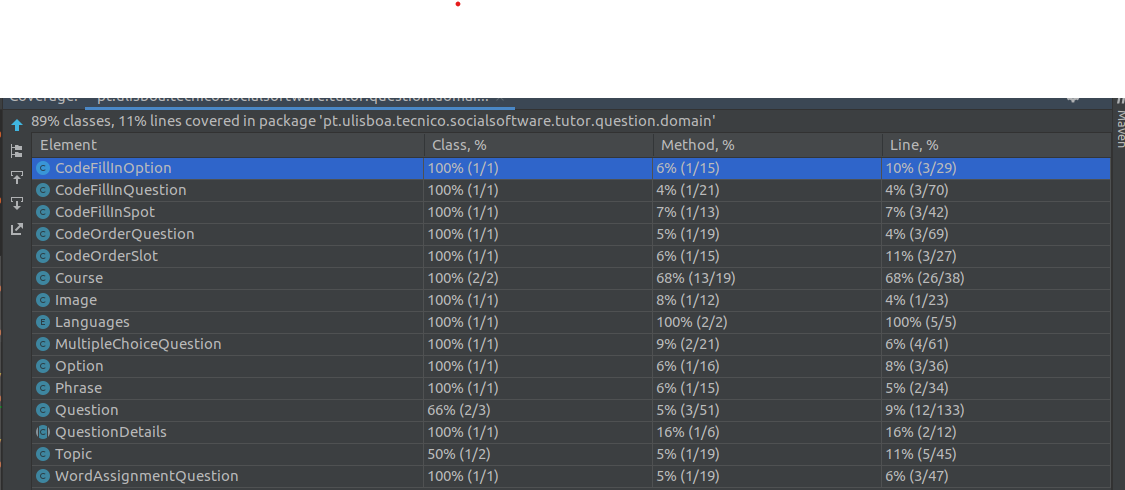 Coverage: pt.ulisboa.tecnico.socialsoftware.tutor.question.domai...
89% classes, 11% lines covered in package 'pt.ulisboa.tecnico.socialsoftware.tutor.question.domain'
Element Class, % Method, % Line, %
CodeFillInOption 100% (1/1) 6% (1/15) 10% (3/29)
CodeFillInQuestion 100% (1/1) 4% (1/21) 4% (3/70)
CodeFillInSpot 100% (1/1) 7% (1/13) 7% (3/42)
CodeOrderQuestion 100% (1/1) 5% (1/19) 4% (3/69)
CodeOrderSlot 100% (1/1) 6% (1/15) 11% (3/27)
Course 100% (2/2) 68% (13/19) 68% (26/38)
Image 100% (1/1) 8% (1/12) 4% (1/23)
Languages 100% (1/1) 100% (2/2) 100% (5/5)
MultipleChoiceQuestion 100% (1/1) 9% (2/21) 6% (4/61)
Option 100% (1/1) 6% (1/16) 8% (3/36)
Phrase 100% (1/1) 6% (1/15) 5% (2/34)
Question 66% (2/3) 5% (3/51) 9% (12/133)
QuestionDetails 100% (1/1) 16% (1/6) 16% (2/12)
Topic 50% (1/2) 5% (1/19) 11% (5/45)
WordAssignmentQuestion 100% (1/1) 5% (1/19) 6% (3/47)
Maven